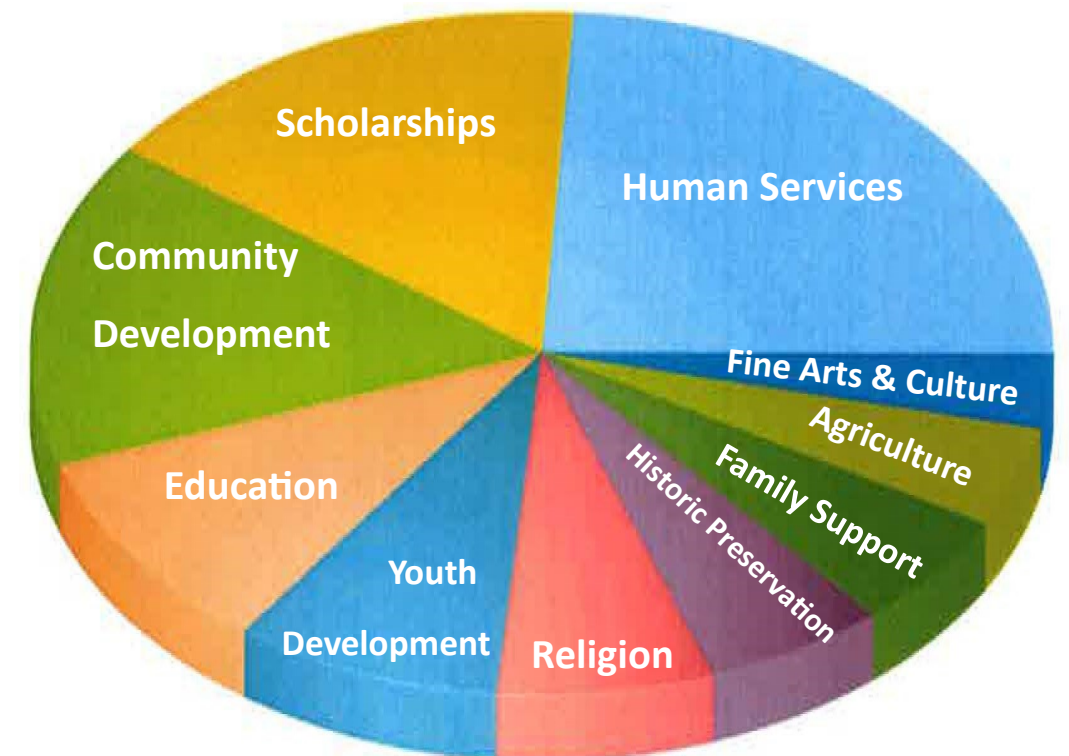 Scholarships
Human Services
Community
Development
Fine Arts & Culture
Agriculture
Family Support
Historic Preservation
Education
Youth
Development
Religion